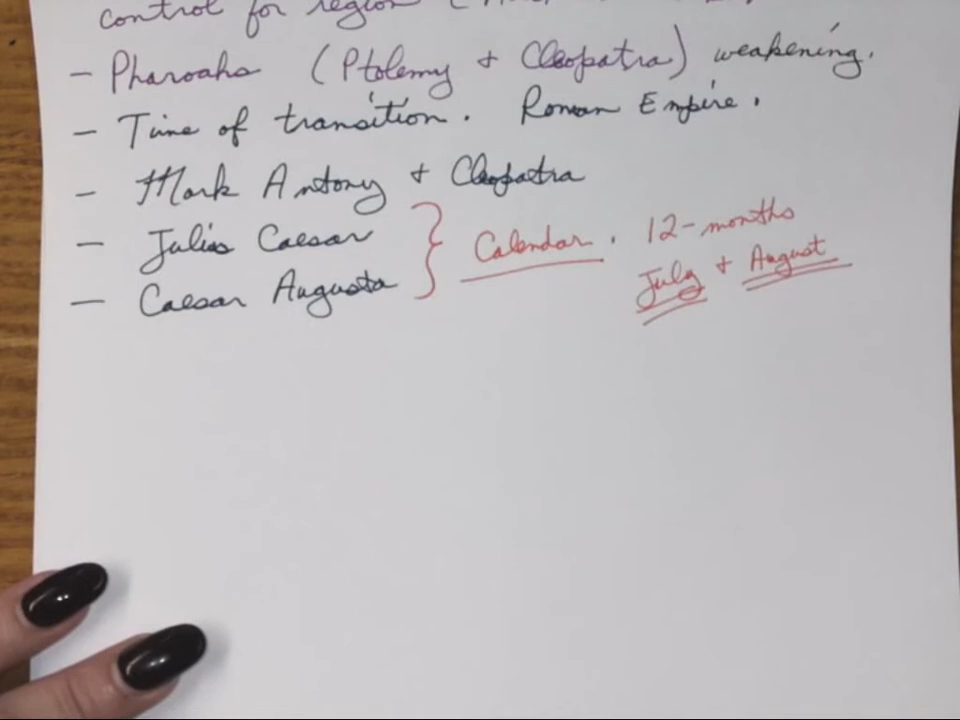 control for region (
- Pharoahs (Ptolemy + Cleopatra) weakening.
- Time of transition. Roman Empire.
- Mark Antony + Cleopatra
- Julias Caesar
- Caesar Augusta
} Calendar. 12-months
July + August